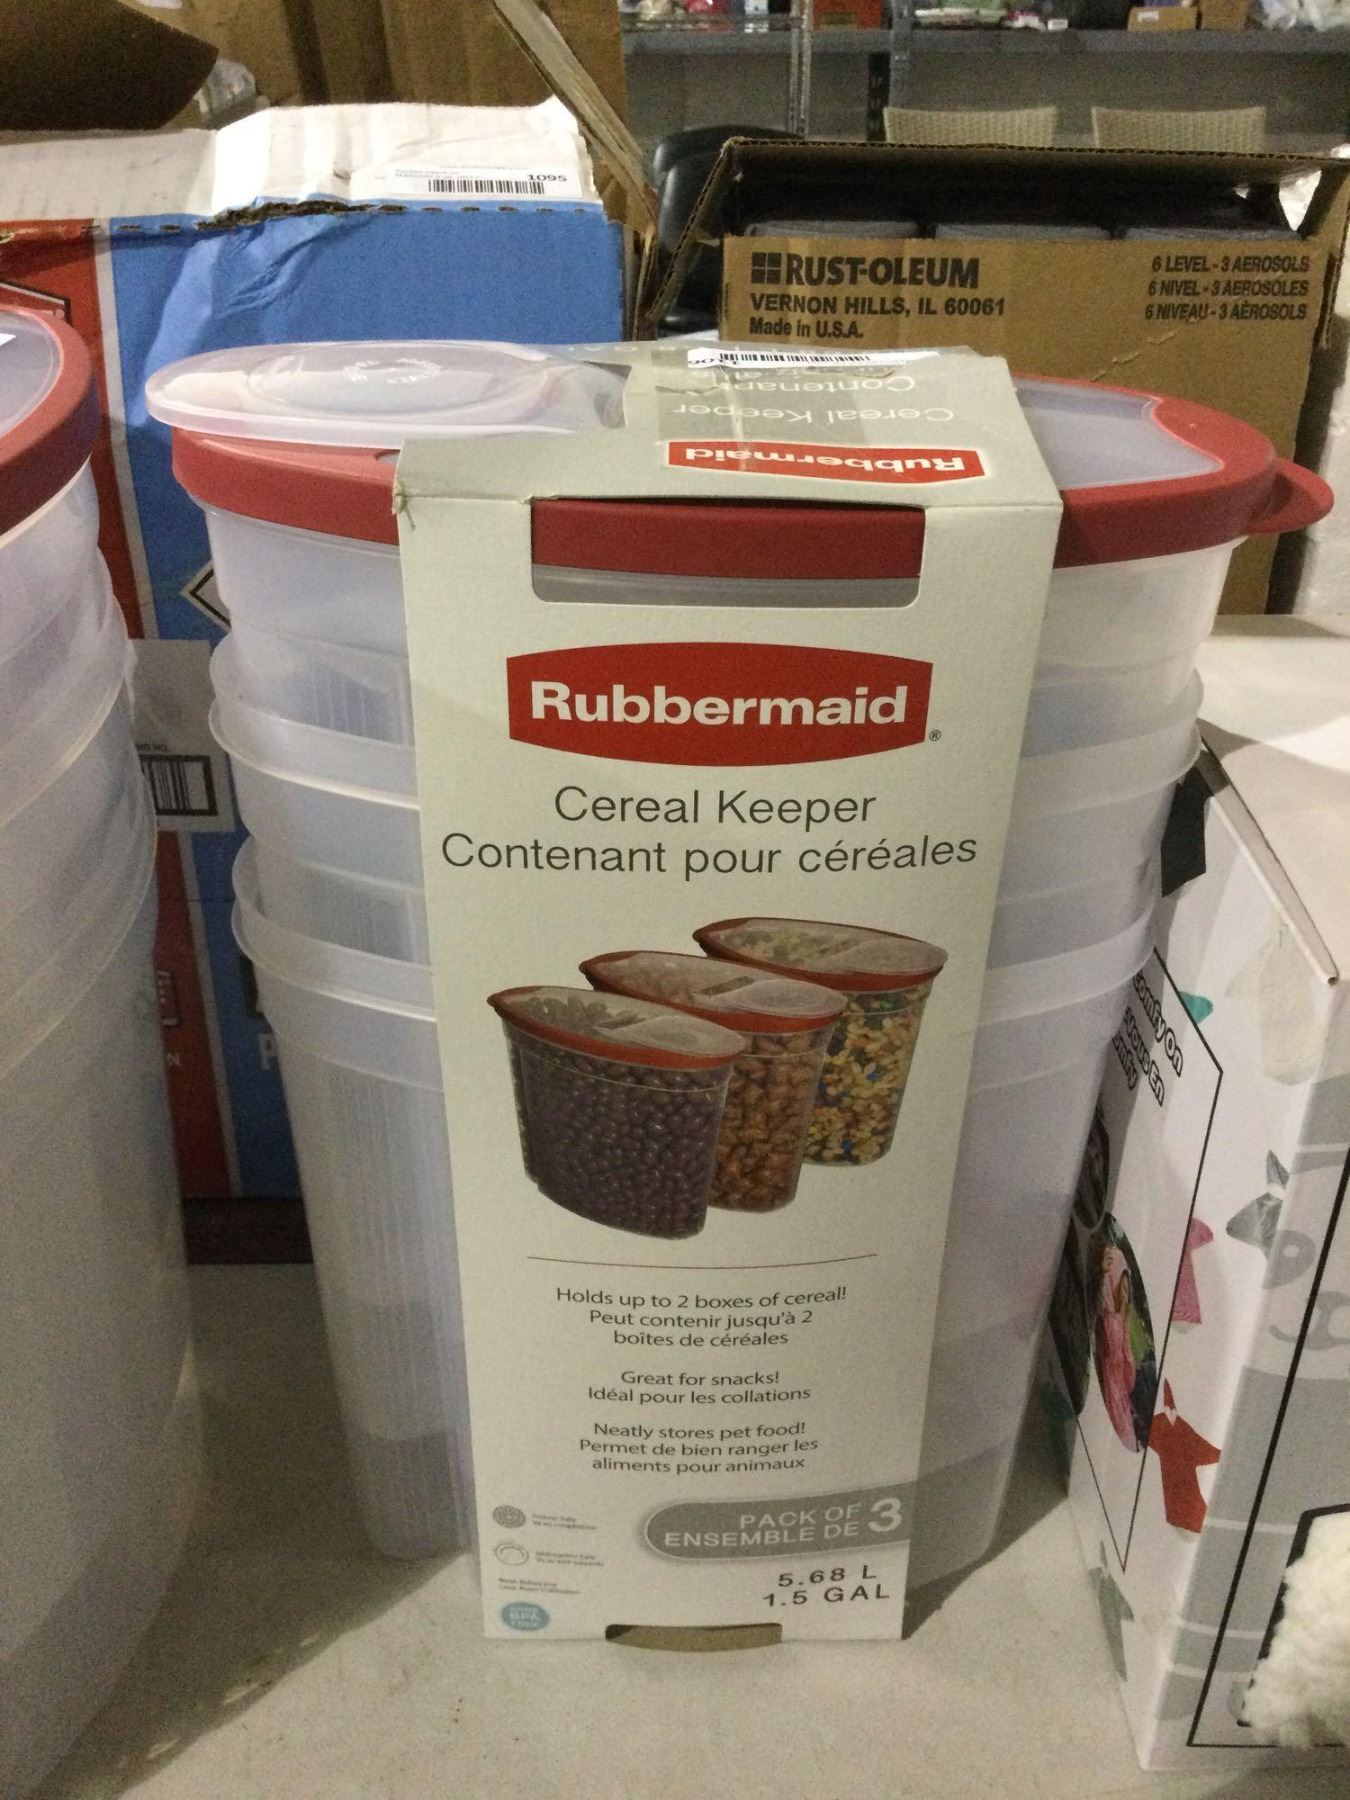 1095
RUST-OLEUM
VERNON HILLS, IL 60061
Made in U.S.A.
6 LEVEL - 3 AEROSOLS
6 NIVEL - 3 AEROSOLES
6 NIVEAU - 3 AÉROSOLS
Contenant
Cereal Keeper
Rubbermaid
Rubbermaid®
Cereal Keeper
Contenant pour céréales
Holds up to 2 boxes of cereal!
Peut contenir jusqu'à 2
boîtes de céréales
Great for snacks!
Idéal pour les collations
Neatly stores pet food!
Permet de bien ranger les
aliments pour animaux
PACK OF 3
ENSEMBLE DE
5.68 L
1.5 GAL
BPA